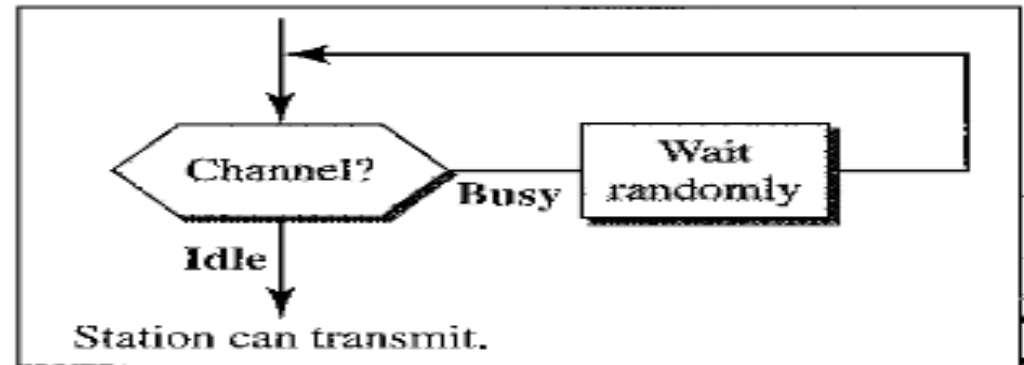 Channel?
Busy
Wait
randomly
Idle
Station can transmit.